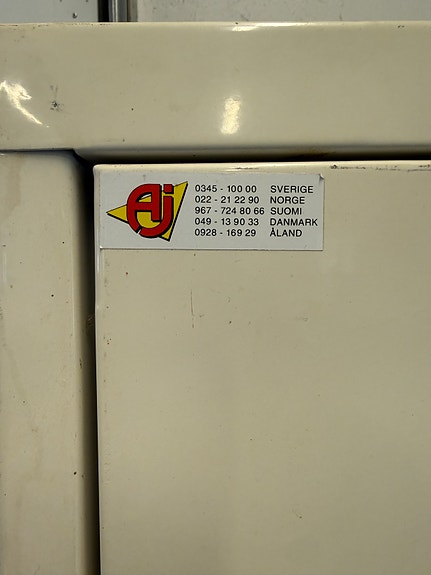 AJ
0345 - 100 00 SVERIGE
022 - 21 22 90 NORGE
967 - 724 80 66 SUOMI
049 - 13 90 33 DANMARK
0928 - 169 29 ÅLAND